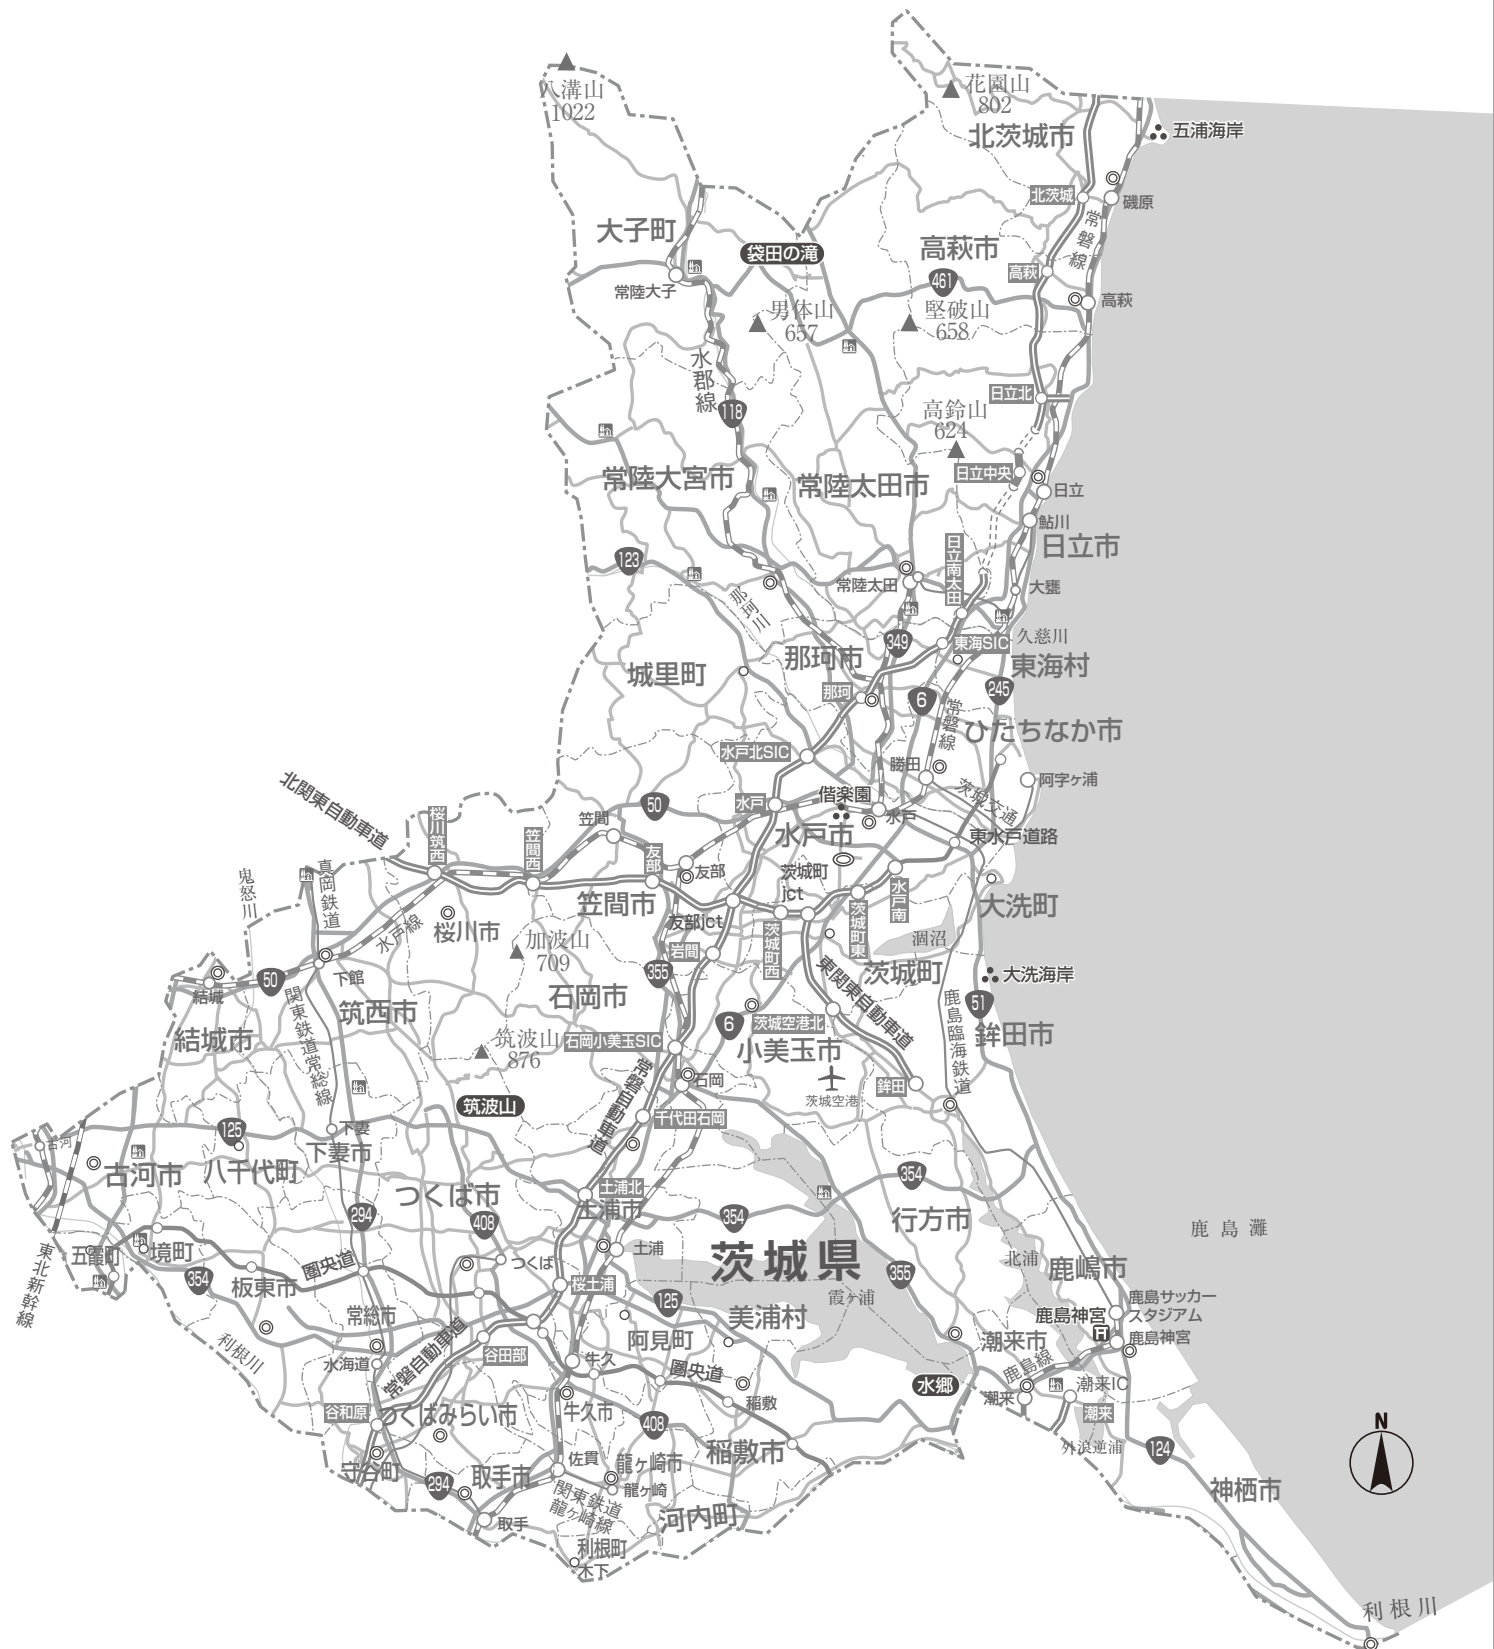 八溝山
1022
花園山
802
北茨城市
五浦海岸
北茨城
磯原
常磐線
大子町
袋田の滝
高萩市
高萩
461
高萩
常陸大子
男体山
657
堅破山
658
水郡線
118
日立北
高鈴山
624
常陸大宮市
常陸太田市
日立中央
日立
鮎川
日立市
123
日立南太田
常陸太田
大甕
那珂川
349
東海SIC
久慈川
城里町
那珂市
東海村
那珂
6
245
常磐線
ひたちなか市
水戸北SIC
勝田
阿字ヶ浦
茨城交通
北関東自動車道
桜川筑西
笠間西
笠間
50
水戸
偕楽園
水戸
水戸市
東水戸道路
友部
友部
茨城町
jct
水戸南
鬼怒川
真岡鉄道
水戸線
桜川市
笠間市
友部jct
茨城町西
茨城町東
大洗町
涸沼
加波山
709
岩間
355
茨城町
大洗海岸
50
結城
下館
関東鉄道常総線
筑西市
石岡市
東関東自動車道
鹿島臨海鉄道
51
結城市
筑波山
876
石岡小美玉SIC
6
茨城空港北
小美玉市
鉾田市
常磐自動車道
石岡
茨城空港
鉾田
筑波山
千代田石岡
古河
125
下妻
下妻市
古河市
八千代町
つくば市
土浦北
土浦市
354
354
行方市
294
408
鹿島灘
東北新幹線
五霞町
境町
354
板東市
圏央道
つくば
土浦
茨城県
355
北浦
鹿嶋市
桜土浦
125
霞ヶ浦
鹿島サッカー
スタジアム
常総市
美浦村
鹿島神宮
鹿島神宮
利根川
水海道
常磐自動車道
谷田部
阿見町
潮来市
牛久
圏央道
水郷
鹿島線
潮来
潮来IC
潮来
谷和原
つくばみらい市
牛久市
稲敷
408
外浪逆浦
124
N
守谷町
294
取手市
佐貫
龍ヶ崎市
龍ヶ崎
稲敷市
関東鉄道
龍ヶ崎線
神栖市
取手
河内町
利根町
木下
利根川